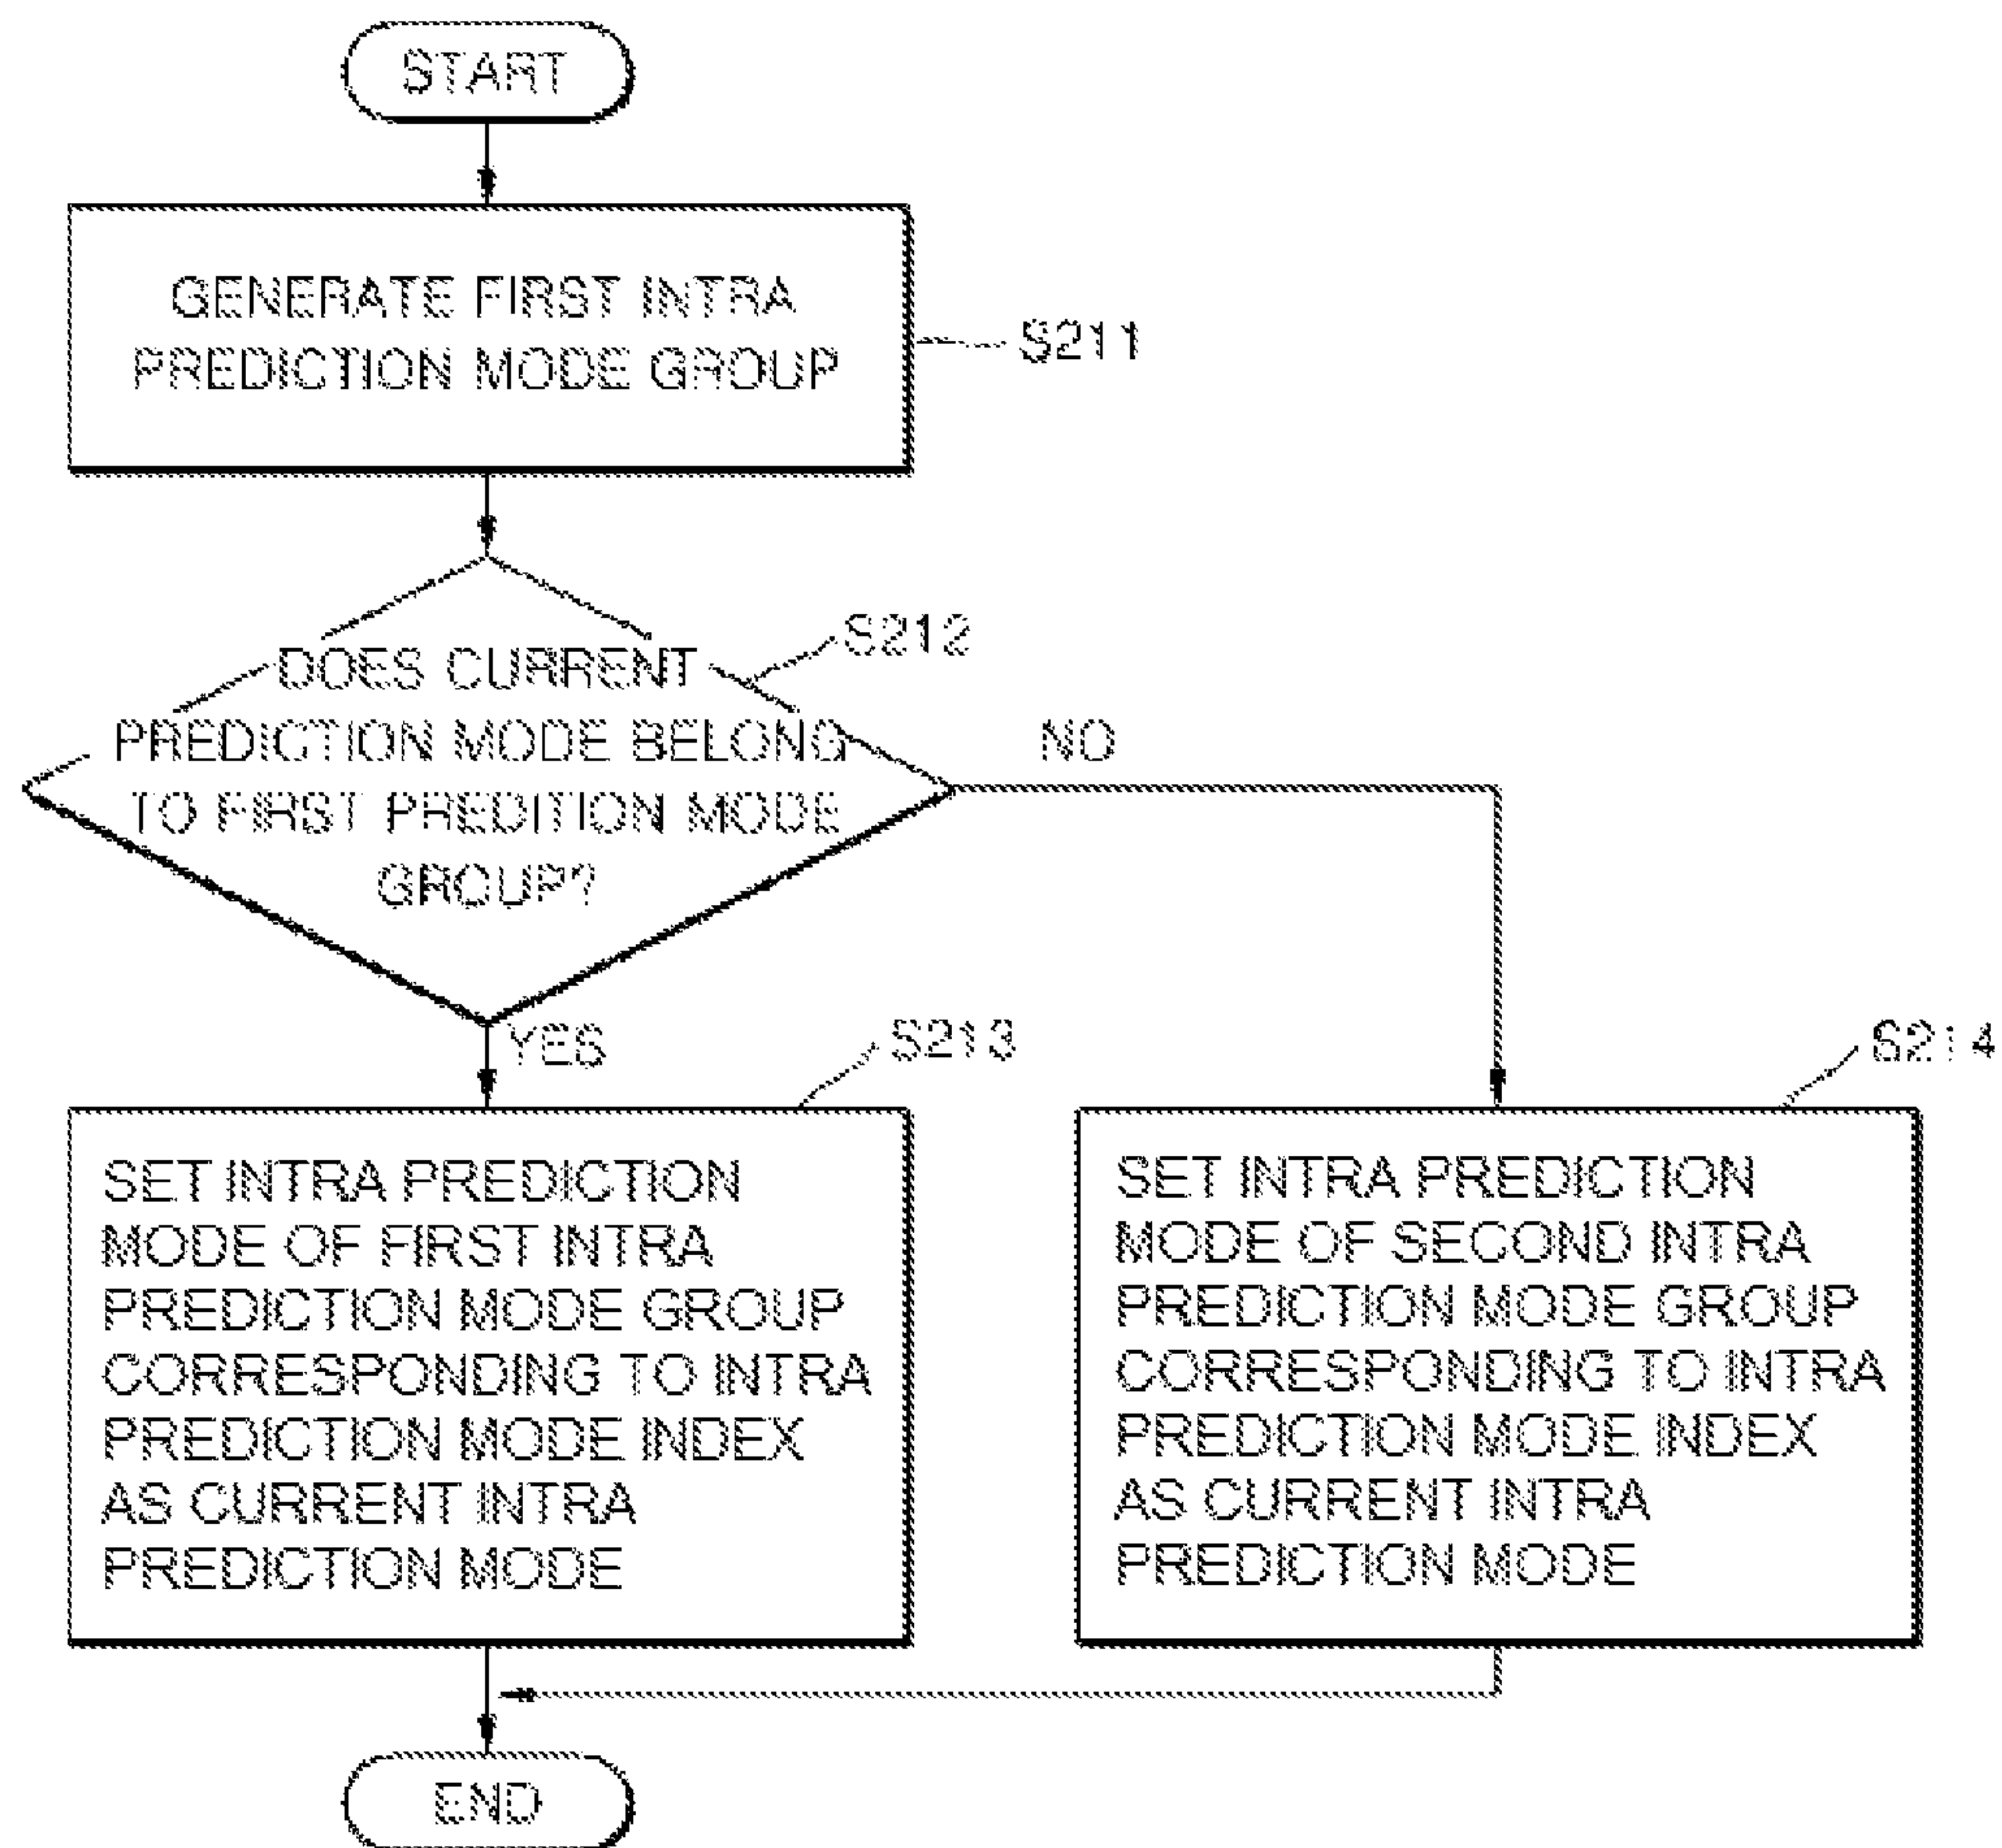 START
GENERATE FIRST INTRA
PREDICTION MODE GROUP
S211
S212
DOES CURRENT
PREDICTION MODE BELONG
TO FIRST PREDITION MODE
GROUP?
NO
YES
S213
SET INTRA PREDICTION
MODE OF FIRST INTRA
PREDICTION MODE GROUP
CORRESPONDING TO INTRA
PREDICTION MODE INDEX
AS CURRENT INTRA
PREDICTION MODE
S214
SET INTRA PREDICTION
MODE OF SECOND INTRA
PREDICTION MODE GROUP
CORRESPONDING TO INTRA
PREDICTION MODE INDEX
AS CURRENT INTRA
PREDICTION MODE
END